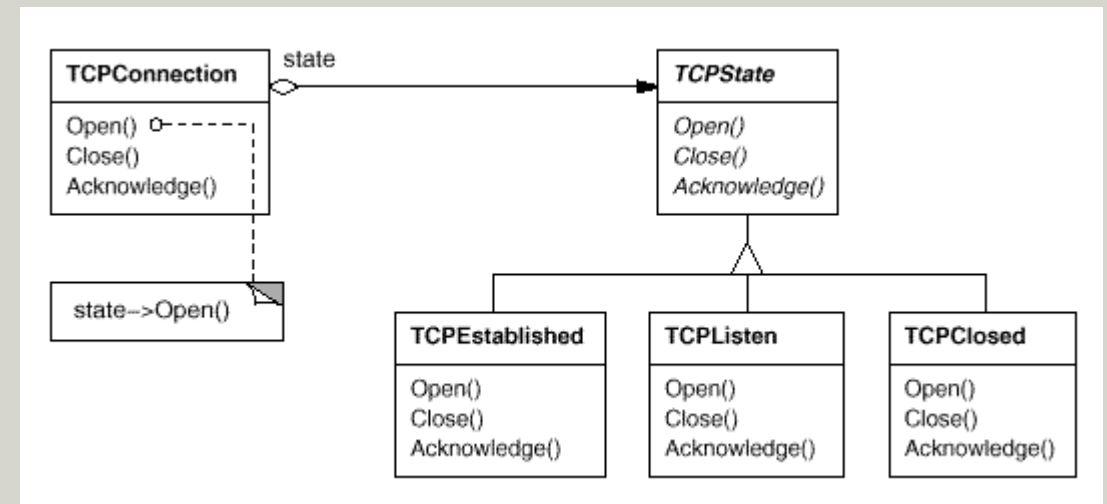 TCPConnection
Open()
Close()
Acknowledge()
state
TCPState
Open()
Close()
Acknowledge()
state->Open()
TCPEstablished
Open()
Close()
Acknowledge()
TCPListen
Open()
Close()
Acknowledge()
TCPClosed
Open()
Close()
Acknowledge()